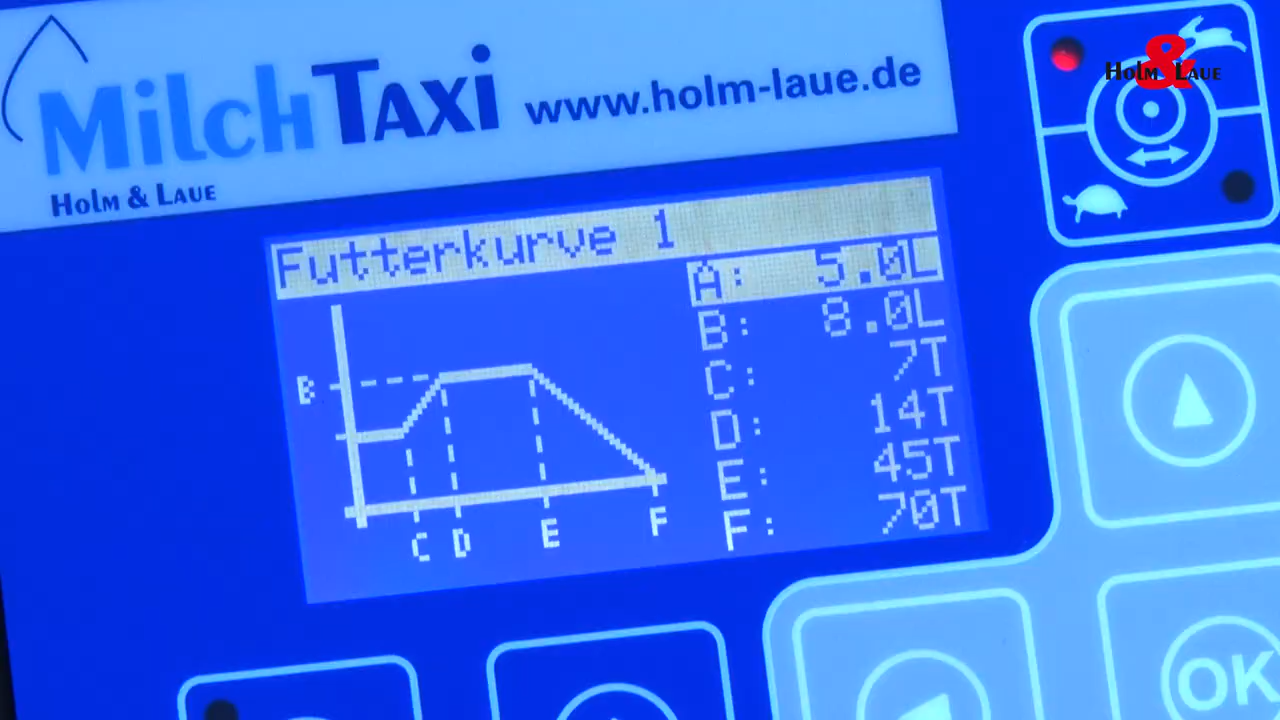 MilchTaxi www.holm-laue.de
Holm & Laue
Holm & Laue
Futterkurve 1
A: 5.0L
B: 8.0L
C: 7T
D: 14T
E: 45T
F: 70T
B
C D E F
OK